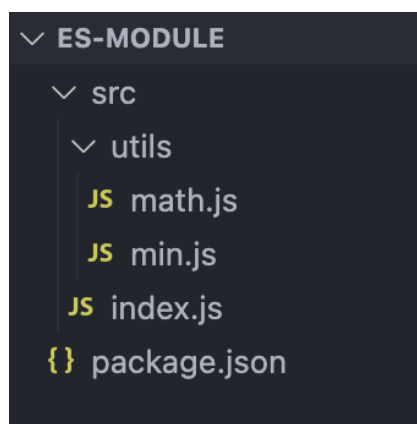 ES-MODULE
src
utils
JS math.js
JS min.js
JS index.js
{} package.json